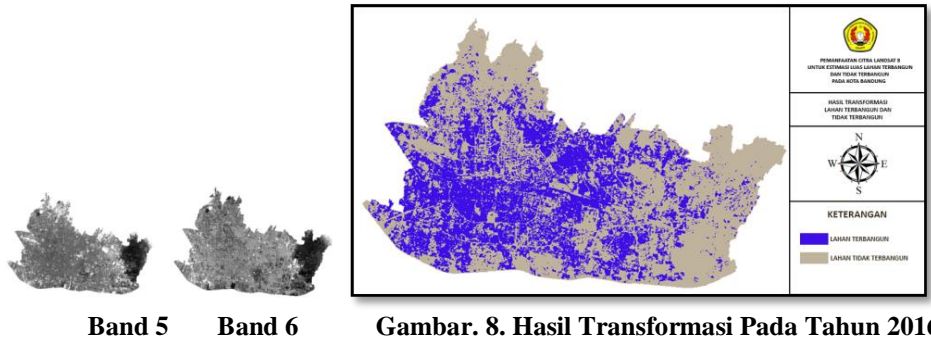 PEMANFAATAN CITRA LANDSAT 8
UNTUK ESTIMASI LUAS LAHAN TERBANGUN
DAN TIDAK TERBANGUN
PADA KOTA BANDUNG
HASIL TRANSFORMASI
LAHAN TERBANGUN DAN
TIDAK TERBANGUN
N
W
E
S
KETERANGAN
LAHAN TERBANGUN
LAHAN TIDAK TERBANGUN
Band 5 Band 6 Gambar. 8. Hasil Transformasi Pada Tahun 2016